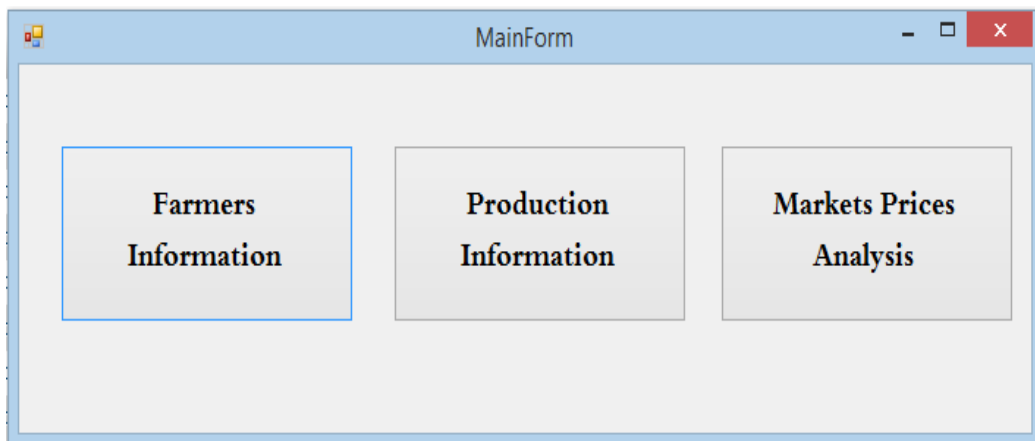 MainForm
Farmers
Information
Production
Information
Markets Prices
Analysis